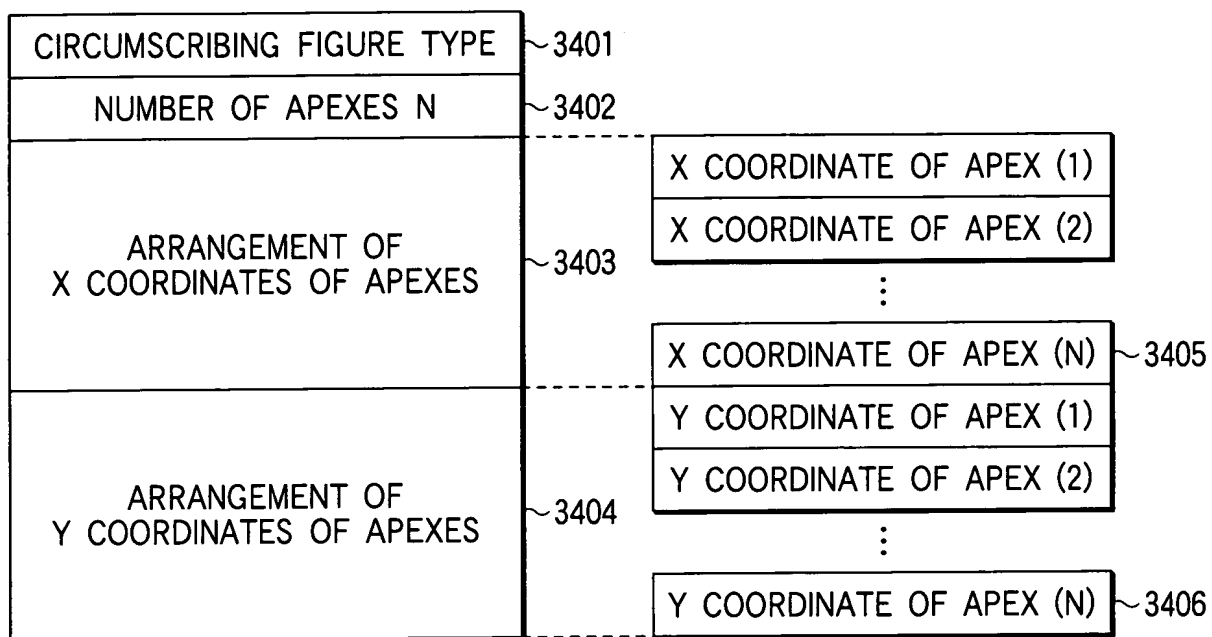 CIRCUMSCRIBING FIGURE TYPE
3401
NUMBER OF APEXES N
3402
ARRANGEMENT OF
X COORDINATES OF APEXES
3403
ARRANGEMENT OF
Y COORDINATES OF APEXES
3404
X COORDINATE OF APEX (1)
X COORDINATE OF APEX (2)
X COORDINATE OF APEX (N)
3405
Y COORDINATE OF APEX (1)
Y COORDINATE OF APEX (2)
Y COORDINATE OF APEX (N)
3406